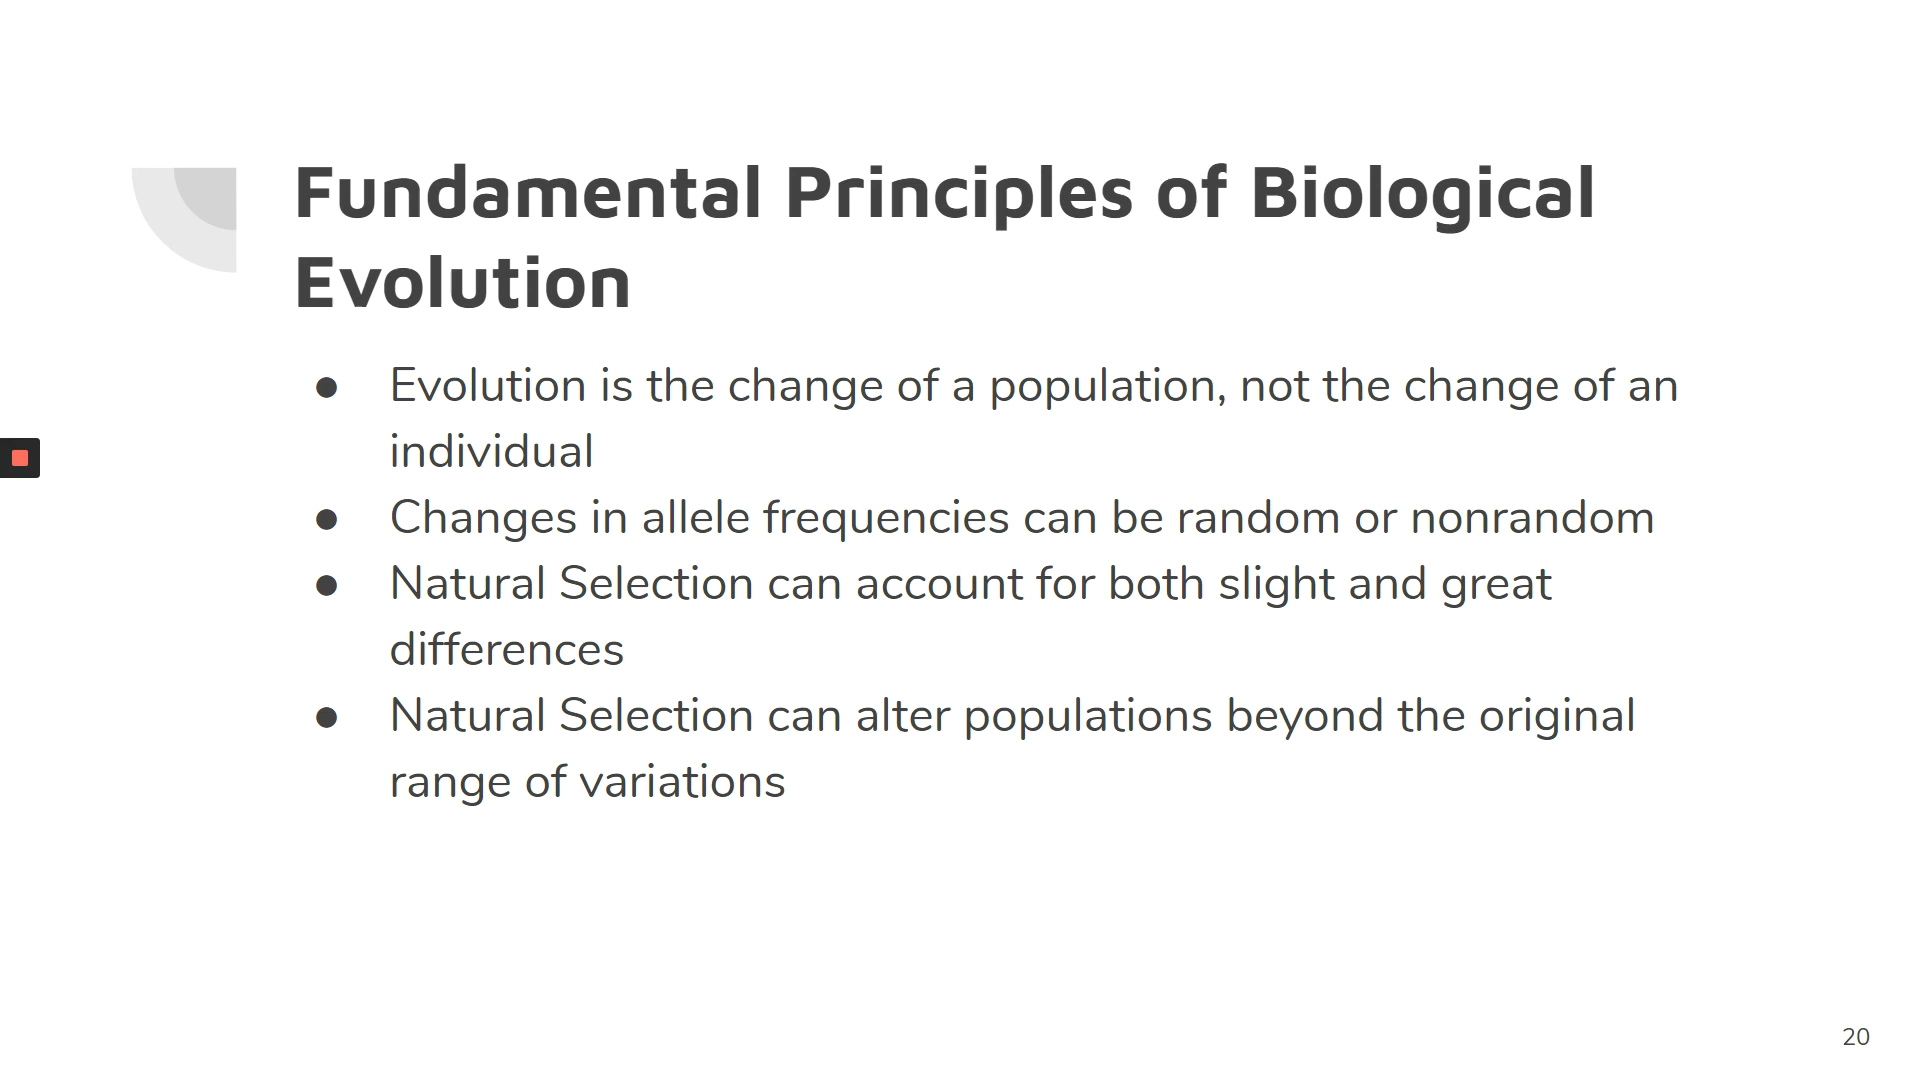 Fundamental Principles of Biological
Evolution
● Evolution is the change of a population, not the change of an
individual
● Changes in allele frequencies can be random or nonrandom
● Natural Selection can account for both slight and great
differences
● Natural Selection can alter populations beyond the original
range of variations
20